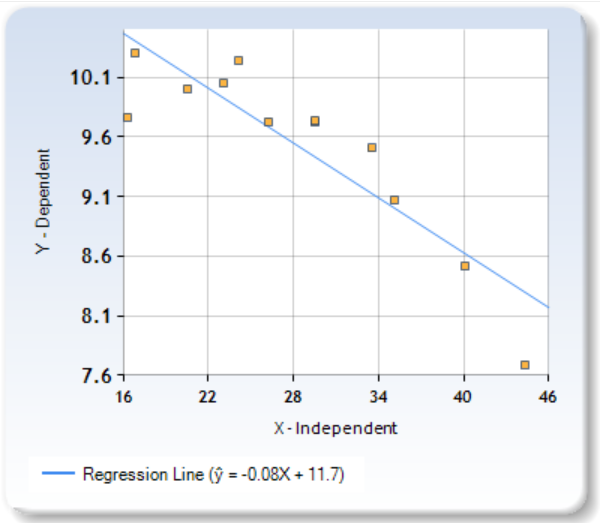 Y - Dependent
10.1
9.6
9.1
8.6
8.1
7.6
16 22 28 34 40 46
X - Independent
Regression Line (ŷ = -0.08X + 11.7)